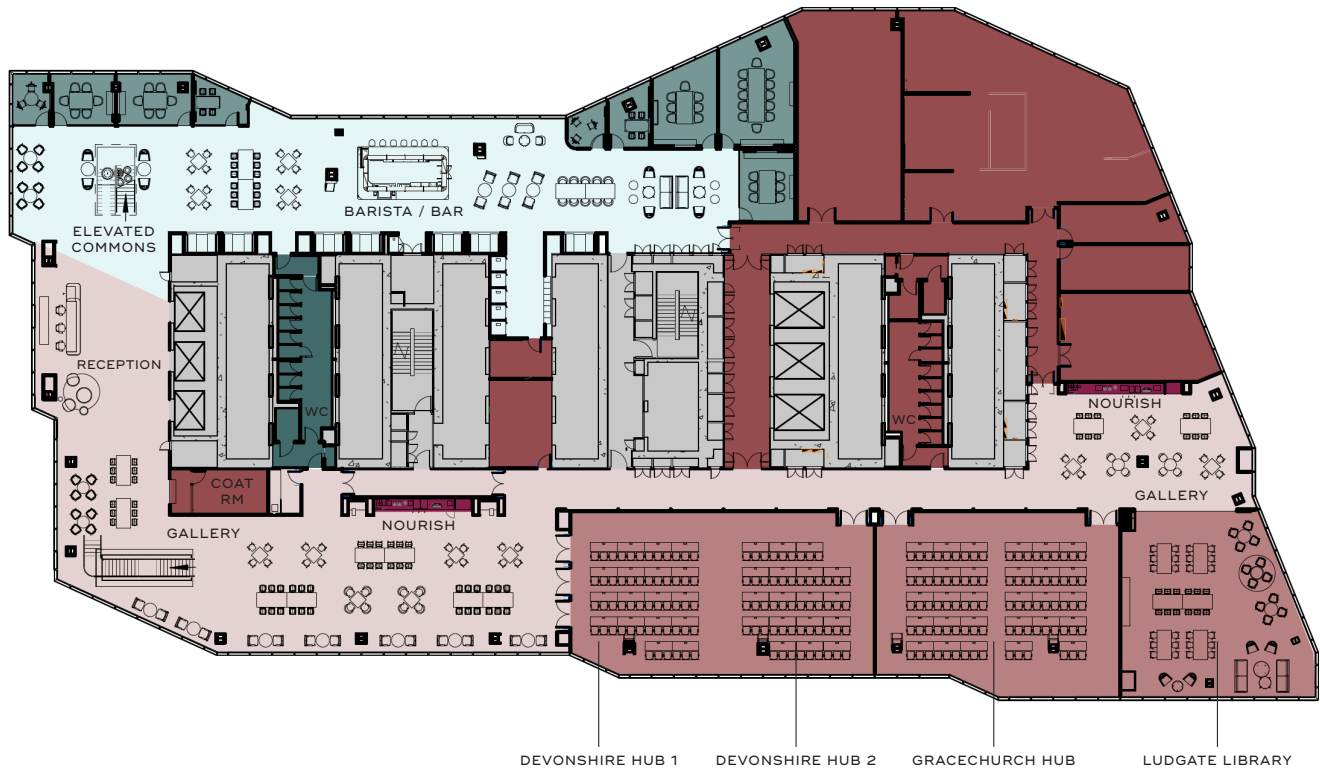 BARISTA / BAR
ELEVATED
COMMONS
RECEPTION
WC
WC
NOURISH
COAT
RM
GALLERY
NOURISH
GALLERY
DEVONSHIRE HUB 1
DEVONSHIRE HUB 2
GRACECHURCH HUB
LUDGATE LIBRARY